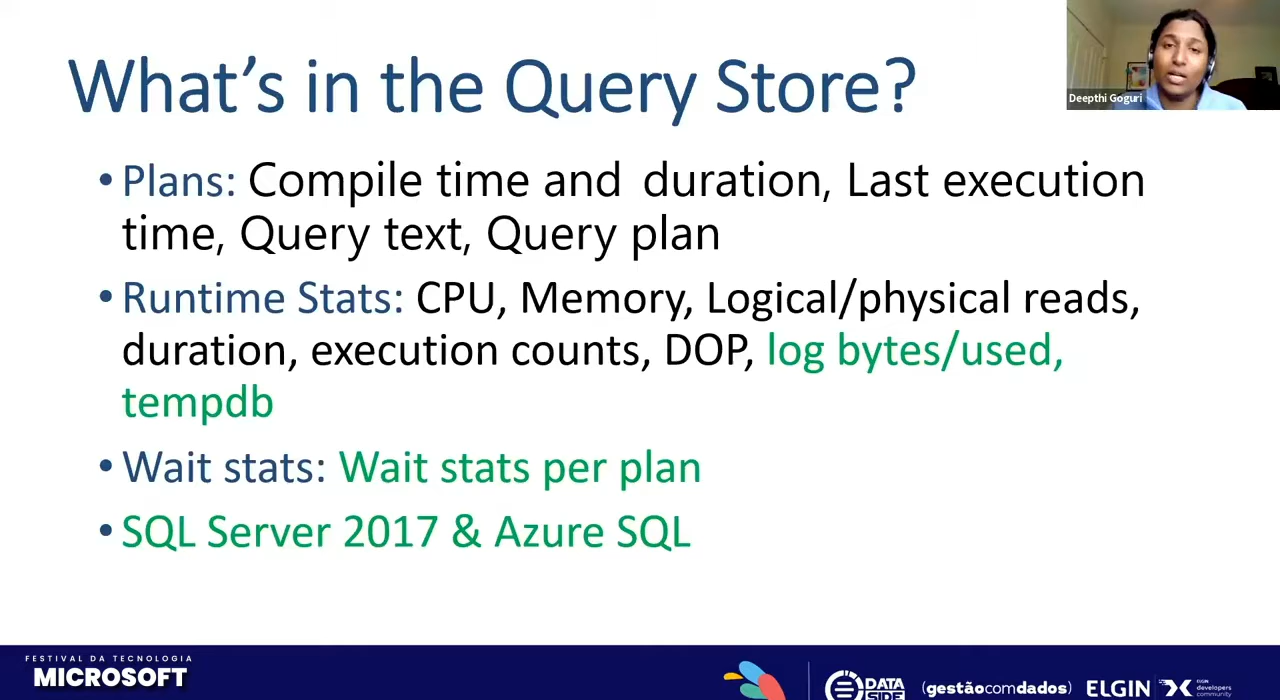 What's in the Query Store?
Deepthi Goguri
• Plans: Compile time and duration, Last execution
time, Query text, Query plan
• Runtime Stats: CPU, Memory, Logical/physical reads,
duration, execution counts, DOP, log bytes/used,
tempdb
• Wait stats: Wait stats per plan
• SQL Server 2017 & Azure SQL
FESTIVAL DA TECNOLOGIA
MICROSOFT
DATA
SIDE
(gestãocomdados)
ELGIN
ELGIN
developers
community